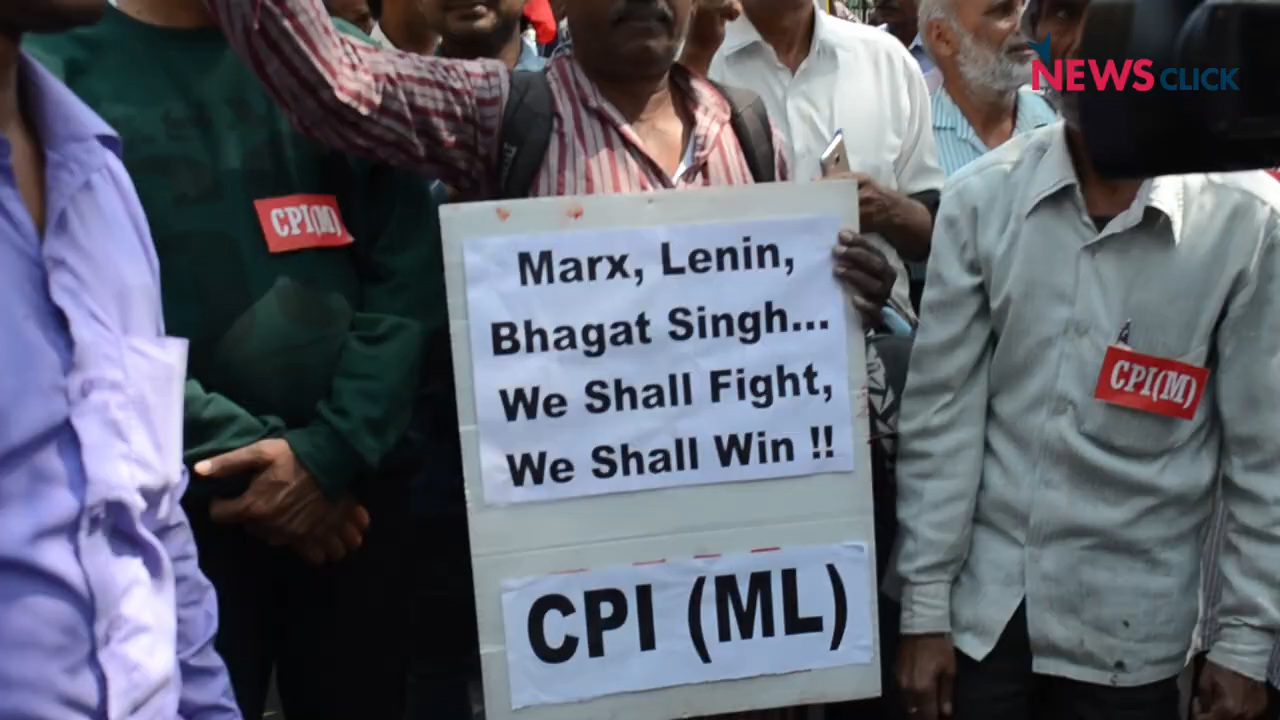 NEWSCLICK
CPI(M)
Marx, Lenin,
Bhagat Singh...
We Shall Fight,
We Shall Win !!
CPI(M)
CPI (ML)